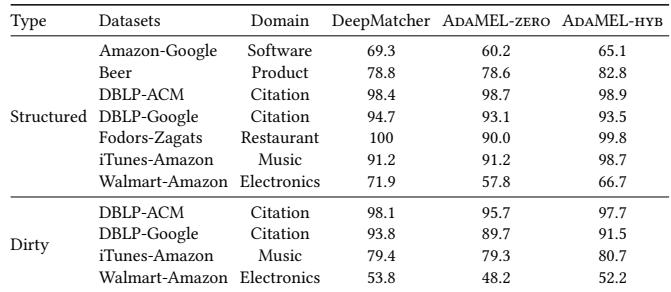 Type Datasets Domain DeepMatcher AdaMEL-zero AdaMEL-hyb
Amazon-Google Software 69.3 60.2 65.1
Beer Product 78.8 78.6 82.8
DBLP-ACM Citation 98.4 98.7 98.9
Structured DBLP-Google Citation 94.7 93.1 93.5
Fodors-Zagats Restaurant 100 90.0 99.8
iTunes-Amazon Music 91.2 91.2 98.7
Walmart-Amazon Electronics 71.9 57.8 66.7
DBLP-ACM Citation 98.1 95.7 97.7
Dirty DBLP-Google Citation 93.8 89.7 91.5
iTunes-Amazon Music 79.4 79.3 80.7
Walmart-Amazon Electronics 53.8 48.2 52.2